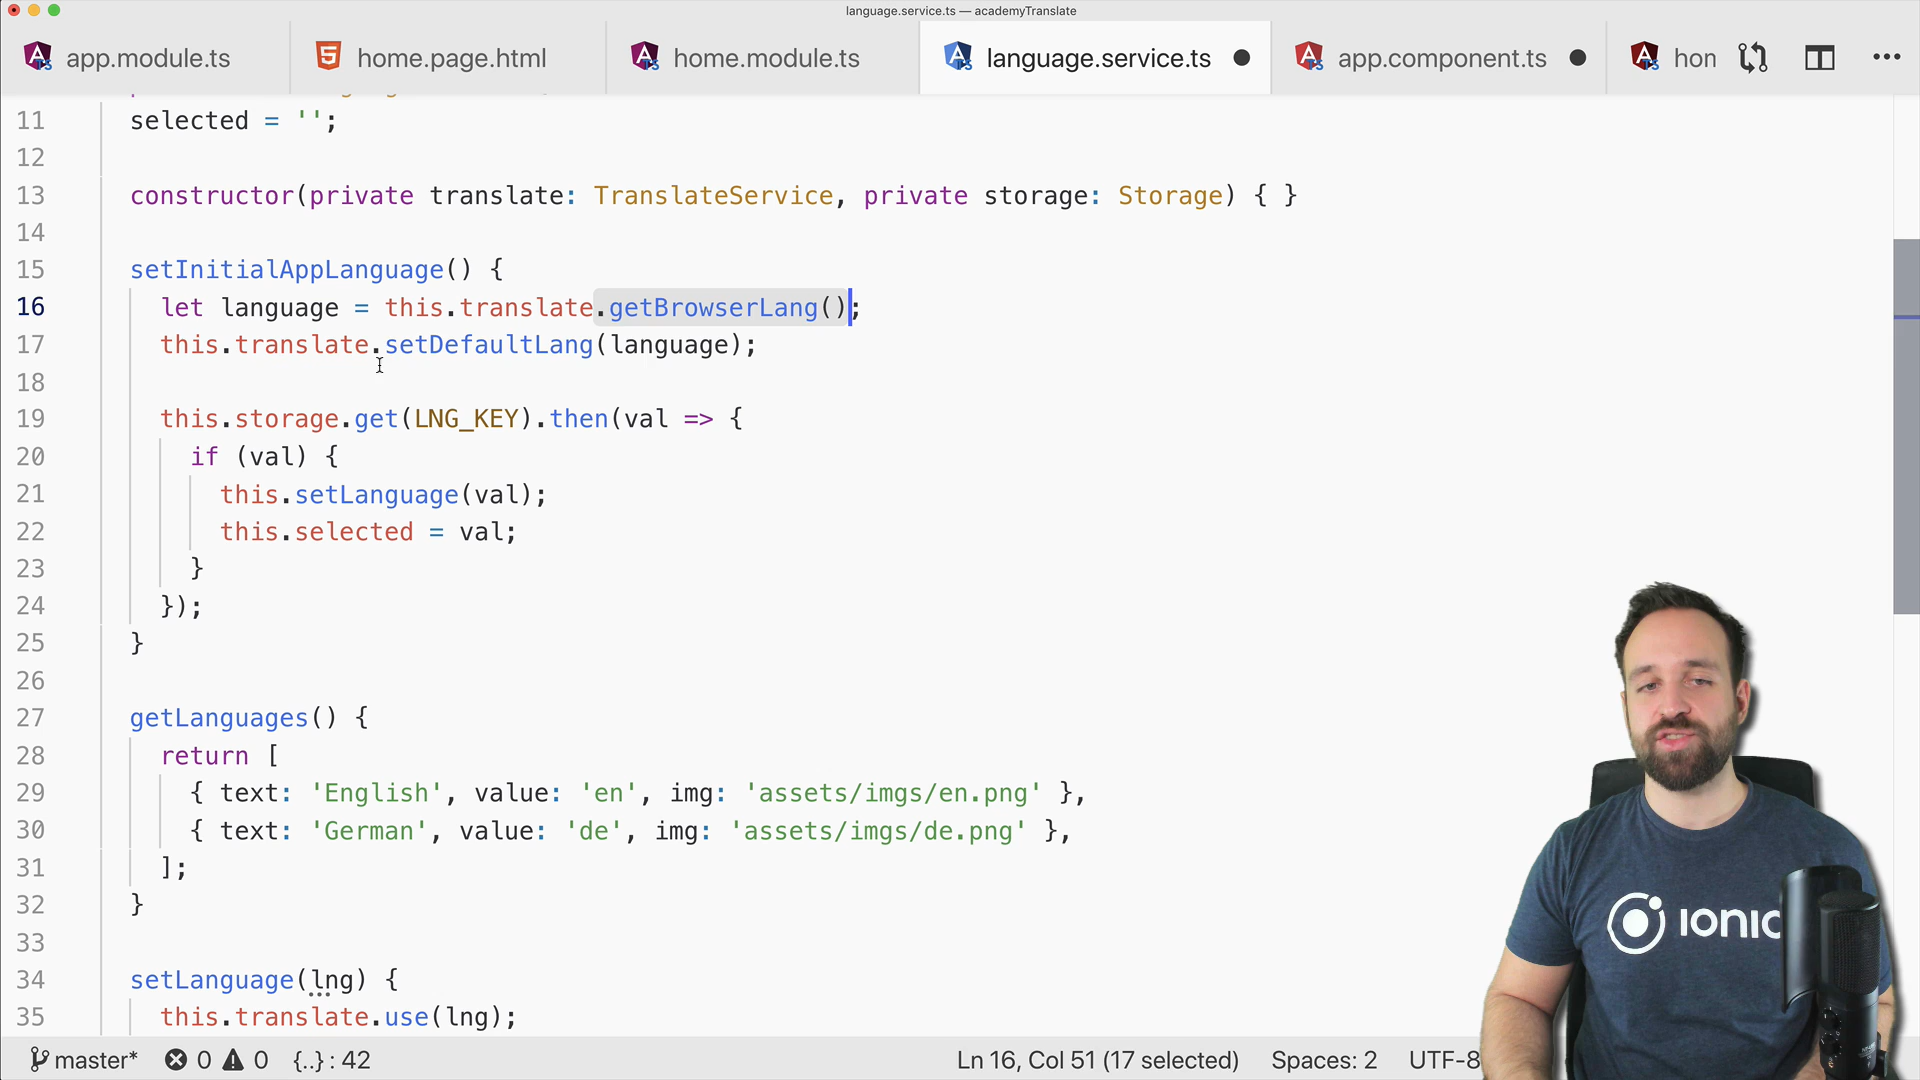 language.service.ts — academyTranslate
app.module.ts
home.page.html
home.module.ts
language.service.ts
app.component.ts
hon
11 selected = '';
12
13 constructor(private translate: TranslateService, private storage: Storage) { }
14
15 setInitialAppLanguage() {
16 let language = this.translate.getBrowserLang();
17 this.translate.setDefaultLang(language);
18
19 this.storage.get(LNG_KEY).then(val => {
20 if (val) {
21 this.setLanguage(val);
22 this.selected = val;
23 }
24 });
25 }
26
27 getLanguages() {
28 return [
29 { text: 'English', value: 'en', img: 'assets/imgs/en.png' },
30 { text: 'German', value: 'de', img: 'assets/imgs/de.png' },
31 ];
32 }
33
34 setLanguage(lng) {
35 this.translate.use(lng);
IONIC
master* 0 0 {..} : 42 Ln 16, Col 51 (17 selected) Spaces: 2 UTF-8